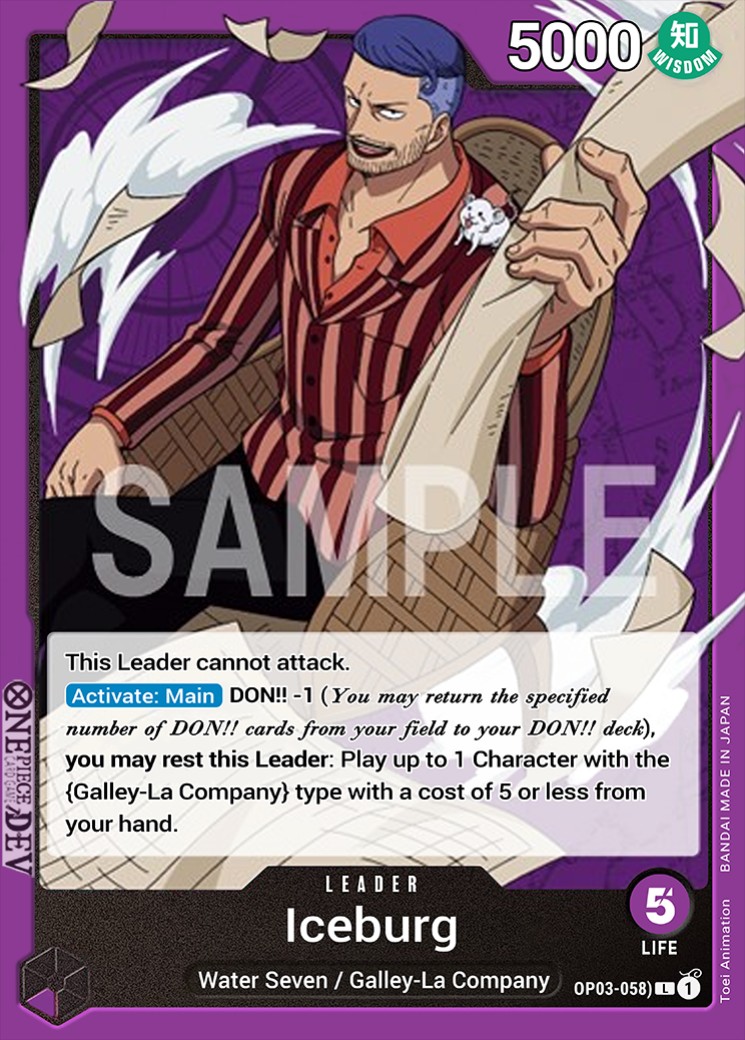 5000
知
WISDOM
SAMPLE
This Leader cannot attack.
Activate: Main DON!! -1 (You may return the specified
number of DON!! cards from your field to your DON!! deck),
you may rest this Leader: Play up to 1 Character with the
{Galley-La Company} type with a cost of 5 or less from
your hand.
ONE PIECE
CARD GAME
.DEV
BANDAI MADE IN JAPAN
Toei Animation
LEADER
Iceburg
5
LIFE
Water Seven / Galley-La Company
OP03-058) L 1